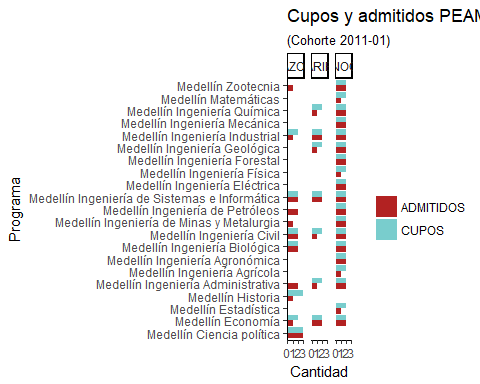 Cupos y admitidos PEAM
(Cohorte 2011-01)
Programa
Medellín Zootecnia
Medellín Matemáticas
Medellín Ingeniería Química
Medellín Ingeniería Mecánica
Medellín Ingeniería Industrial
Medellín Ingeniería Geológica
Medellín Ingeniería Forestal
Medellín Ingeniería Física
Medellín Ingeniería Eléctrica
Medellín Ingeniería de Sistemas e Informática
Medellín Ingeniería de Petróleos
Medellín Ingeniería de Minas y Metalurgia
Medellín Ingeniería Civil
Medellín Ingeniería Biológica
Medellín Ingeniería Agronómica
Medellín Ingeniería Agrícola
Medellín Ingeniería Administrativa
Medellín Historia
Medellín Estadística
Medellín Economía
Medellín Ciencia política
0123 0123 0123
Cantidad
ADMITIDOS
CUPOS